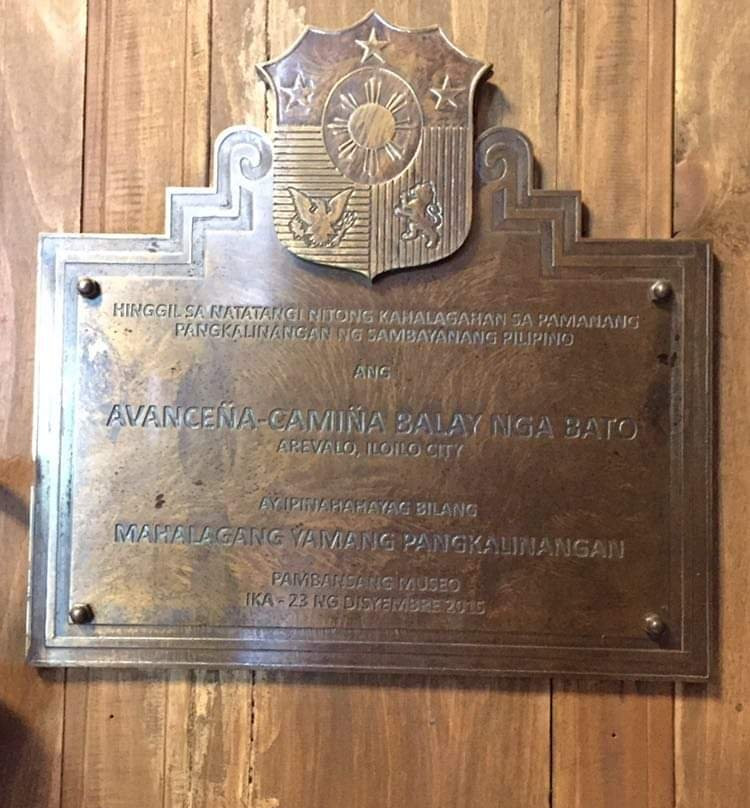 HINGGIL SA NATATANGI NITONG KAHALAGAHAN SA PAMANANG
PANGKALINANGAN NG SAMBAYANANG PILIPINO
ANG
AVANCEÑA-CAMIÑA BALAY NGA BATO
AREVALO, ILOILO CITY
AY IPINAHAHAYAG BILANG
MAHALAGANG YAMANG PANGKALINANGAN
PAMBANSANG MUSEO
IKA - 23 NG DISYEMBRE 2015